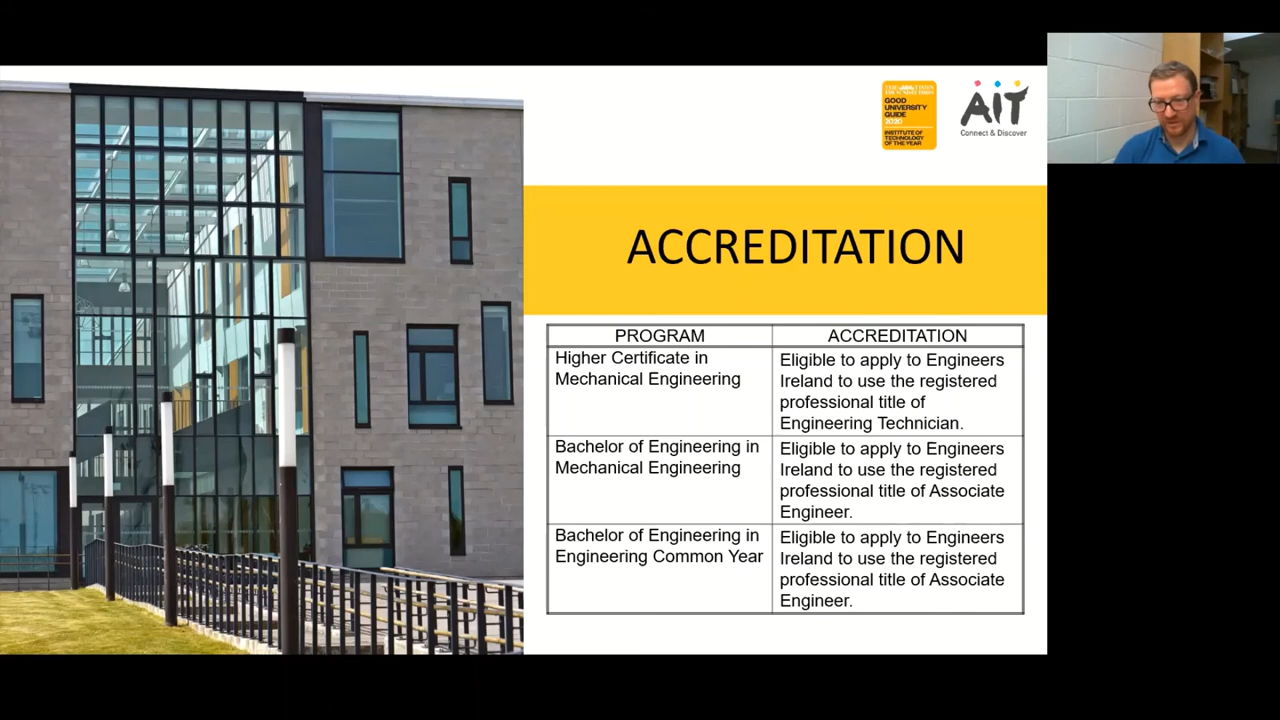 GOOD
UNIVERSITY
GUIDE
2020
INSTITUTE OF
TECHNOLOGY
OF THE YEAR
AIT
Connect & Discover
ACCREDITATION
PROGRAM
ACCREDITATION
Higher Certificate in
Mechanical Engineering
Eligible to apply to Engineers
Ireland to use the registered
professional title of
Engineering Technician.
Bachelor of Engineering in
Mechanical Engineering
Eligible to apply to Engineers
Ireland to use the registered
professional title of Associate
Engineer.
Bachelor of Engineering in
Engineering Common Year
Eligible to apply to Engineers
Ireland to use the registered
professional title of Associate
Engineer.